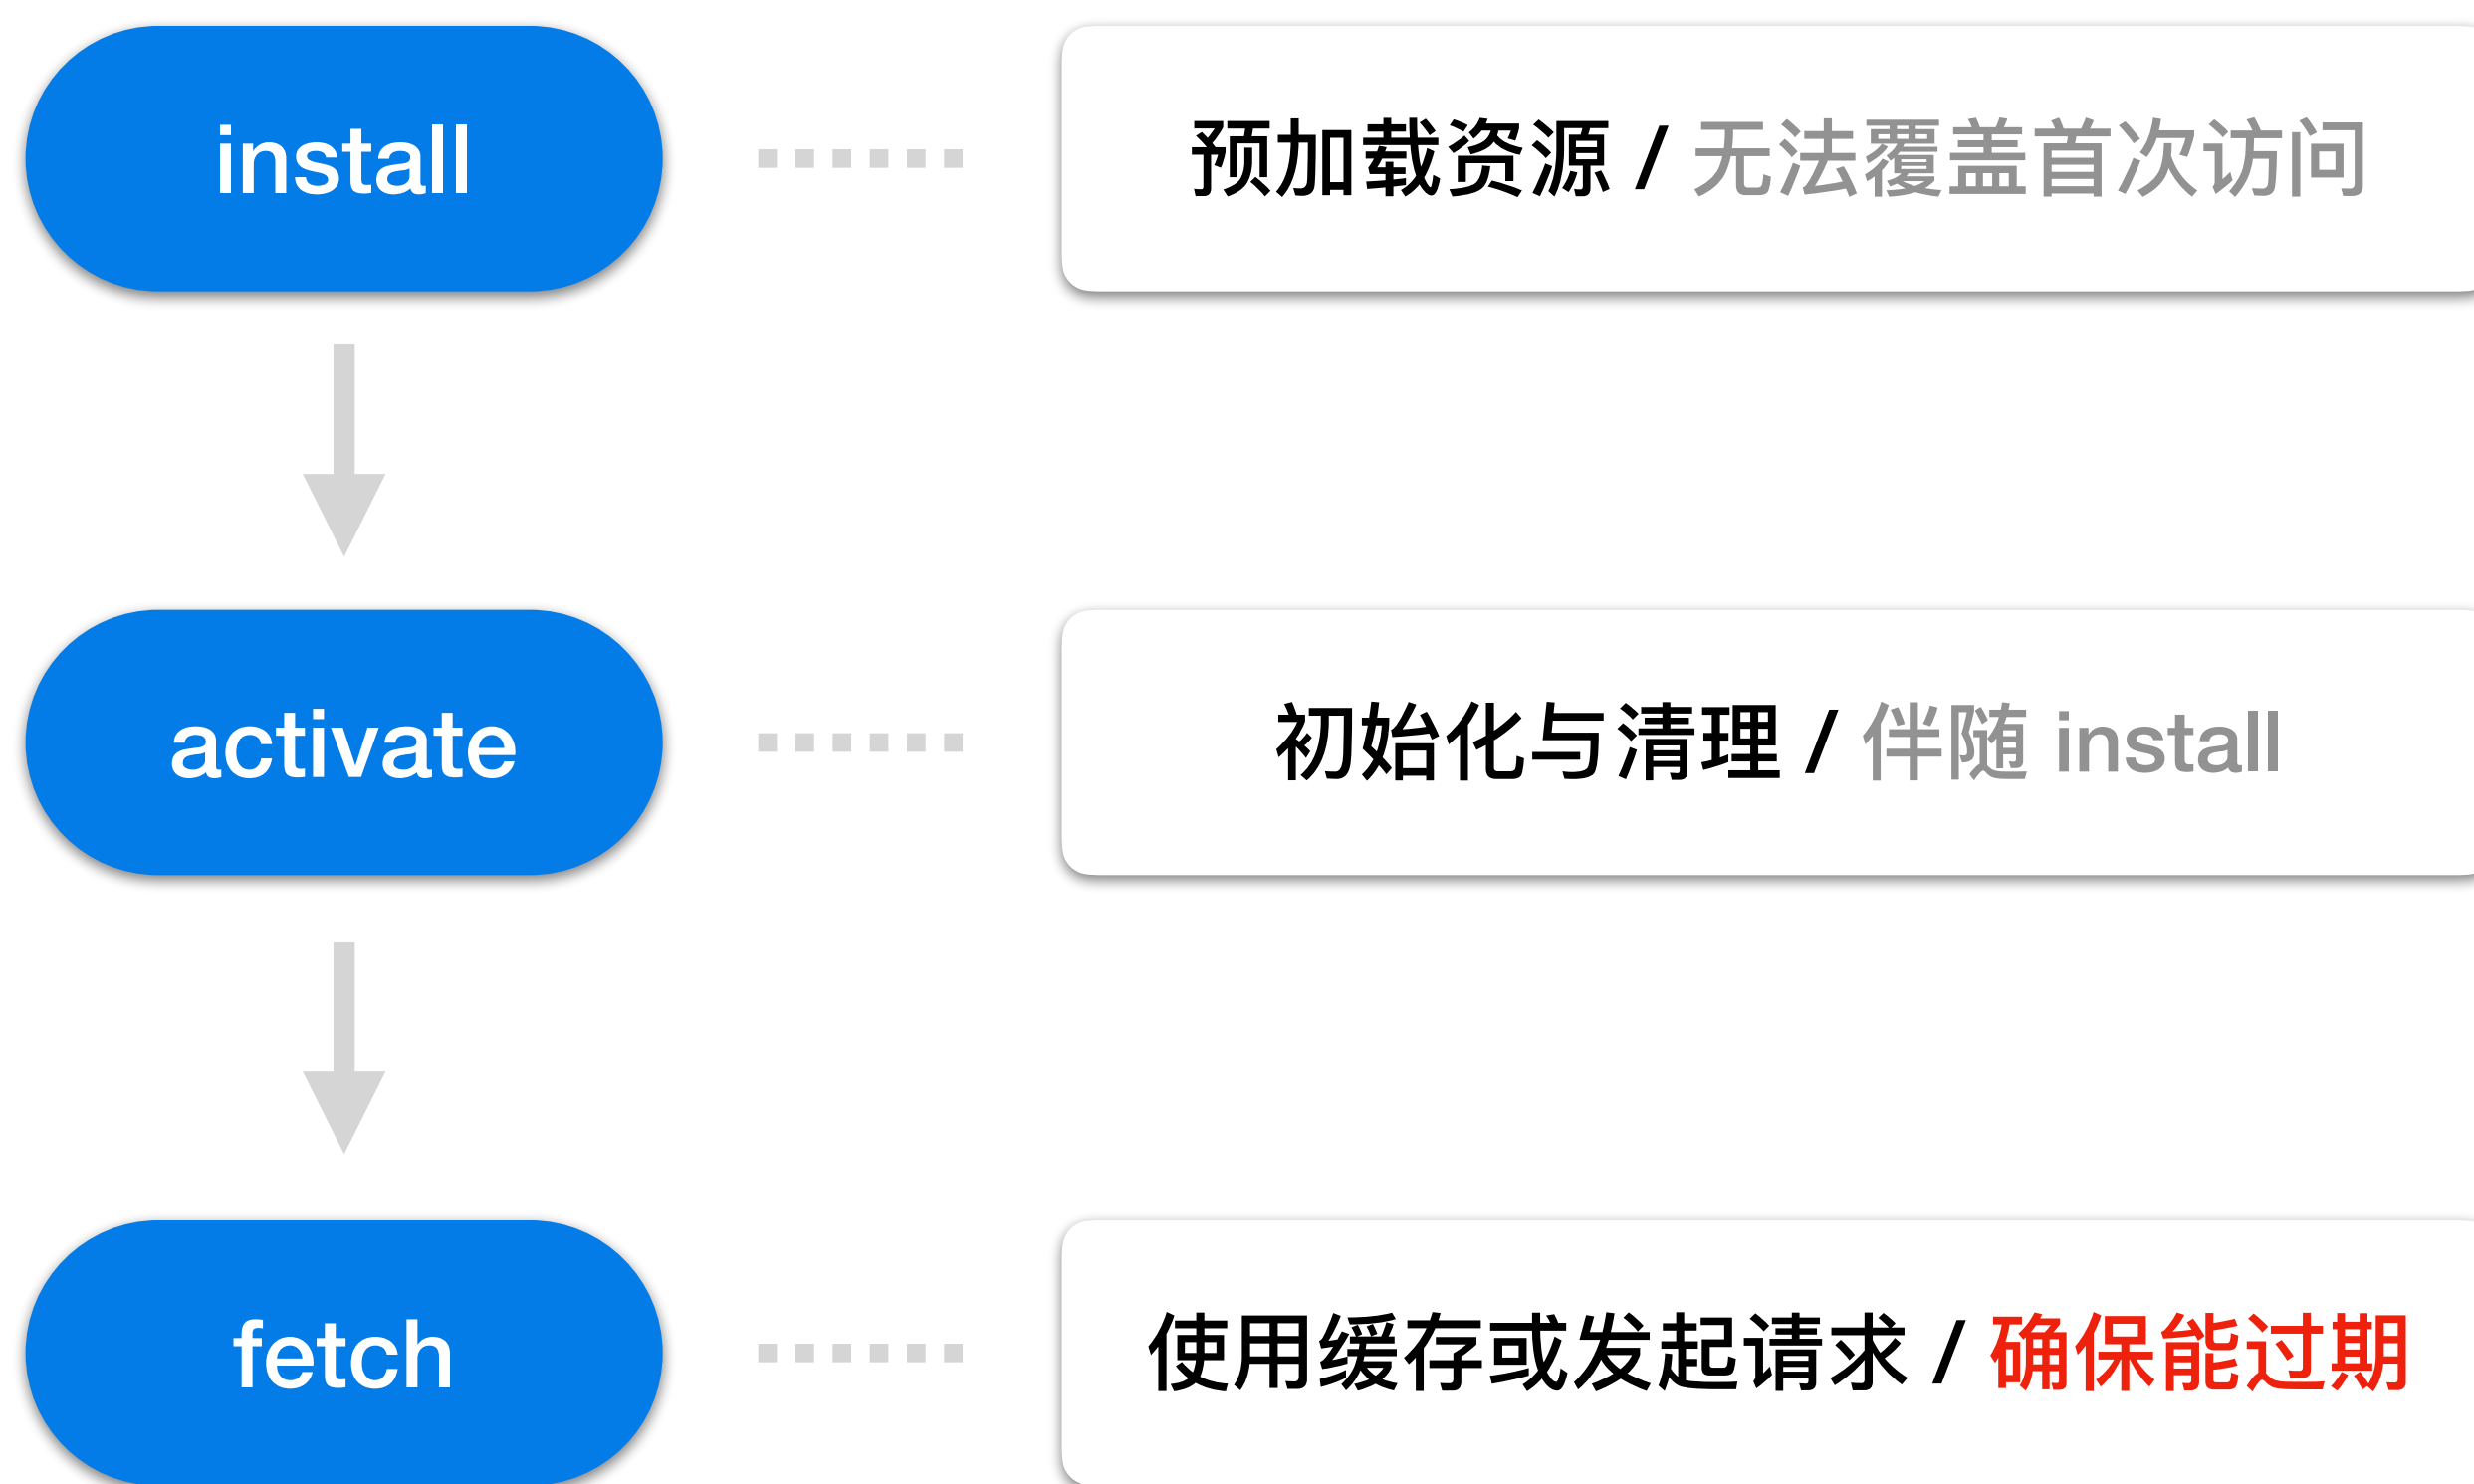 install
预加载资源 / 无法覆盖首次访问
activate
初始化与清理 / 伴随 install
fetch
使用缓存或发起请求 / 确保能过期